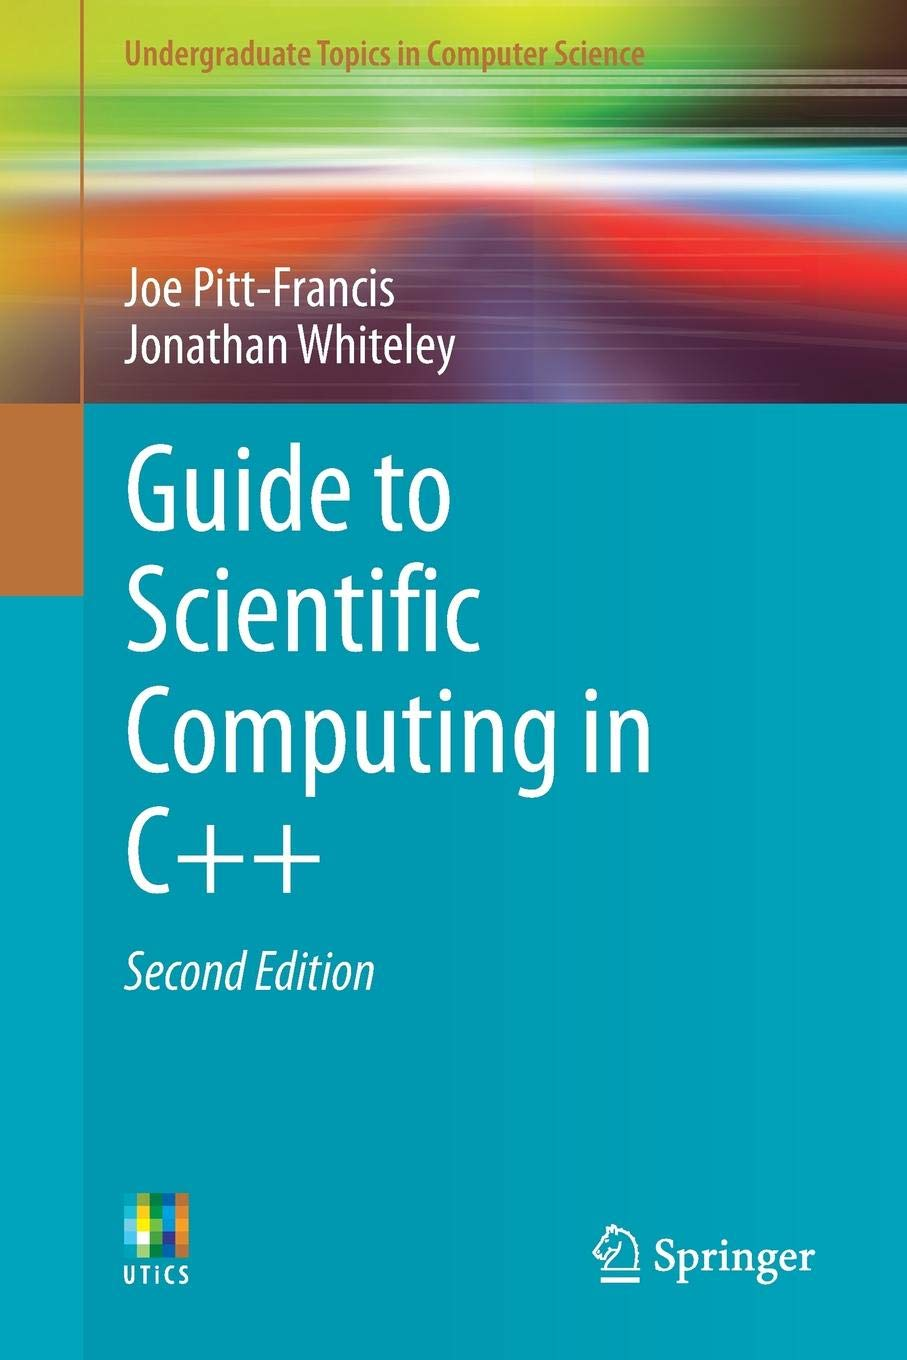 Undergraduate Topics in Computer Science
Joe Pitt-Francis
Jonathan Whiteley
Guide to
Scientific
Computing in
C++
Second Edition
UTiCS
Springer